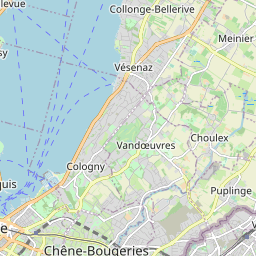 Collonge-Bellerive
Meinier
Vésenaz
Choulex
Vandœuvres
Cologny
Puplinge
Chêne-Bougeries